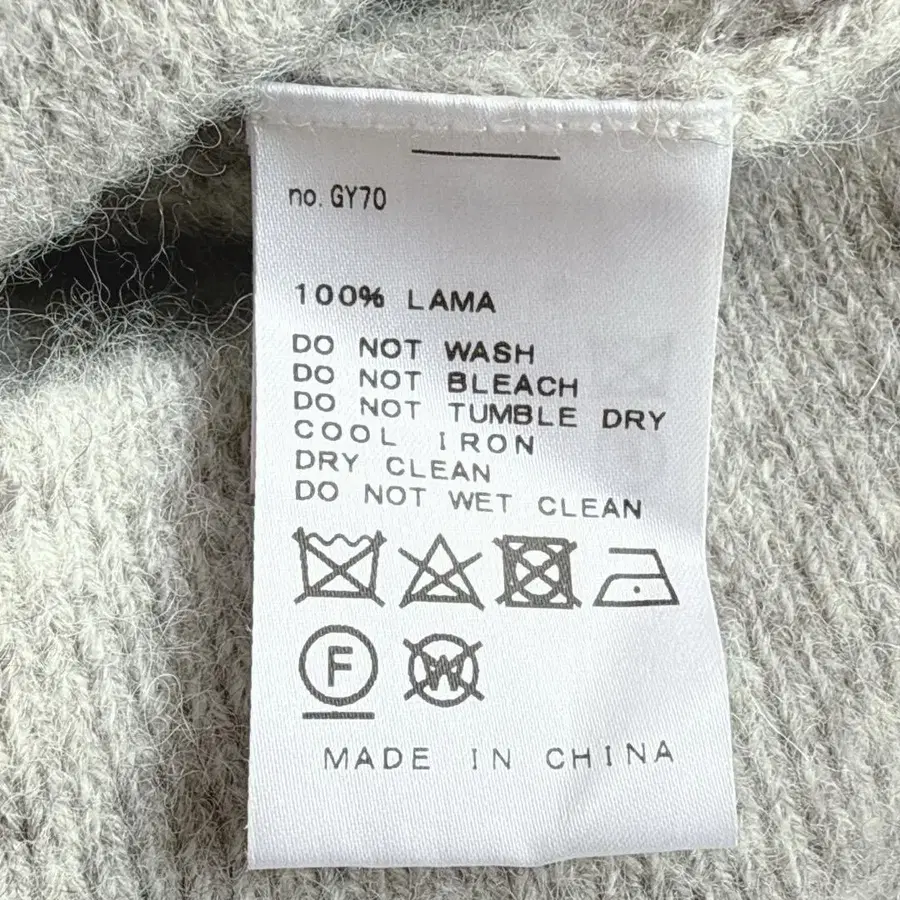 no. GY70
100% LAMA
DO NOT WASH
DO NOT BLEACH
DO NOT TUMBLE DRY
COOL IRON
DRY CLEAN
DO NOT WET CLEAN
F W
MADE IN CHINA